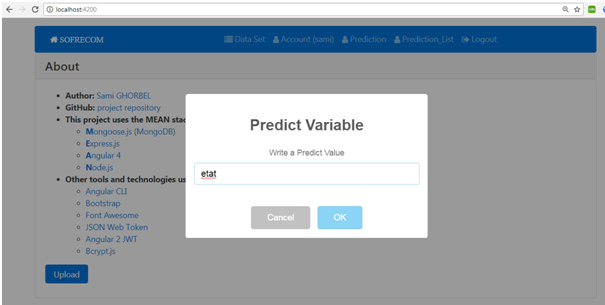 localhost:4200
SOFRECOM Data Set Account (sami) Prediction Prediction_List Logout
About
Author: Sami GHORBEL
GitHub: project repository
This project uses the MEAN stac
Mongoose.js (MongoDB)
Express.js
Angular 4
Node.js
Other tools and technologies us
Angular CLI
Bootstrap
Font Awesome
JSON Web Token
Angular 2 JWT
Bcrypt.js
Upload
Predict Variable
Write a Predict Value
etat
Cancel OK